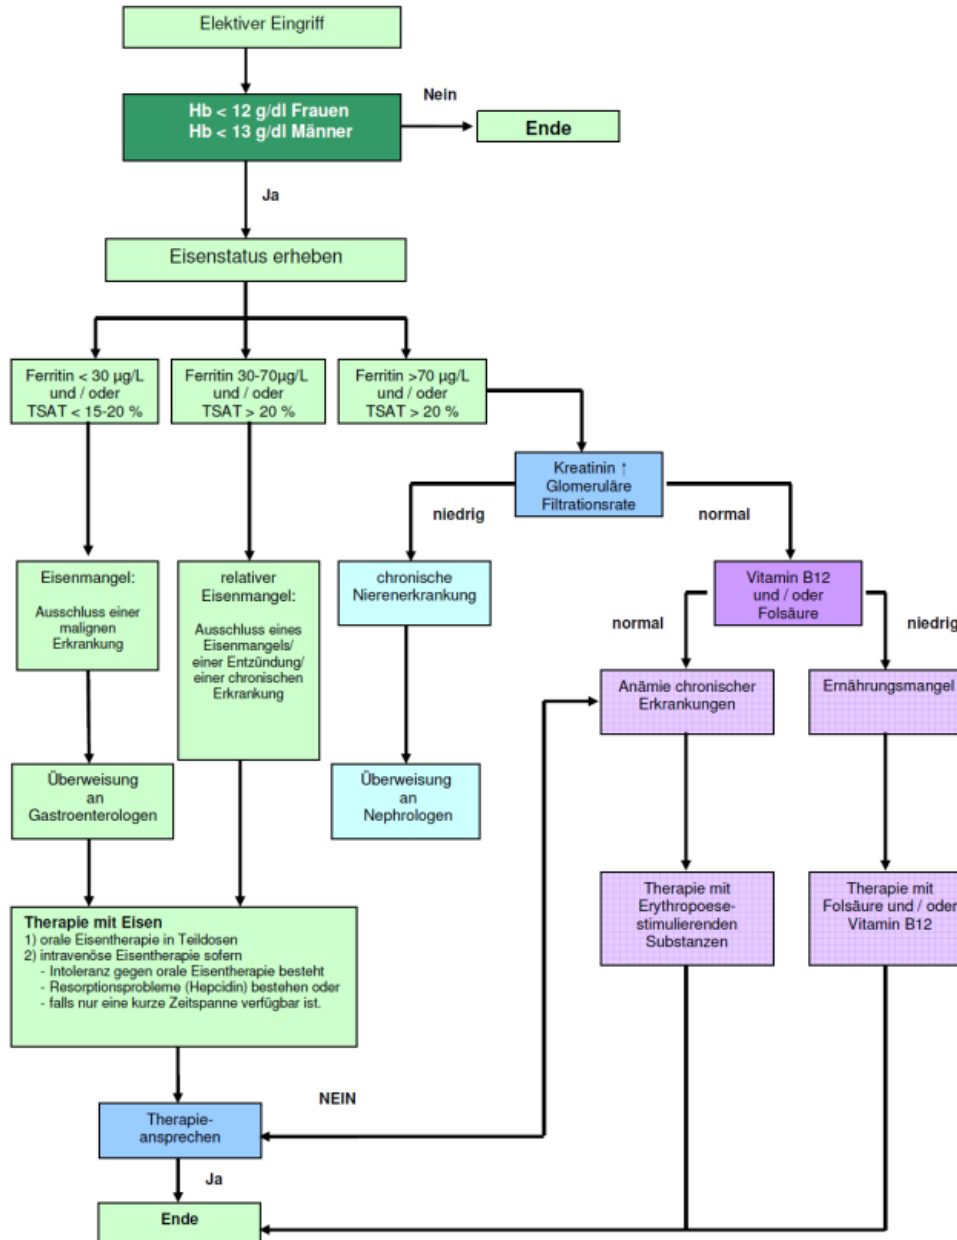 Elektiver Eingriff
Hb < 12 g/dl Frauen
Hb < 13 g/dl Männer
Nein
Ende
Ja
Eisenstatus erheben
Ferritin < 30 µg/L
und / oder
TSAT < 15-20 %
Ferritin 30-70µg/L
und / oder
TSAT > 20 %
Ferritin >70 µg/L
und / oder
TSAT > 20 %
Kreatinin ↑
Glomeruläre
Filtrationsrate
niedrig
normal
Eisenmangel:
Ausschluss einer
malignen
Erkrankung
relativer
Eisenmangel:
Ausschluss eines
Eisenmangels/
einer Entzündung/
einer chronischen
Erkrankung
chronische
Nierenerkrankung
Vitamin B12
und / oder
Folsäure
normal
niedrig
Anämie chronischer
Erkrankungen
Ernährungsmangel
Überweisung
an
Gastroenterologen
Überweisung
an
Nephrologen
Therapie mit
Erythropoese-
stimulierenden
Substanzen
Therapie mit
Folsäure und / oder
Vitamin B12
Therapie mit Eisen
1) orale Eisentherapie in Teildosen
2) intravenöse Eisentherapie sofern
- Intoleranz gegen orale Eisentherapie besteht
- Resorptionsprobleme (Hepcidin) bestehen oder
- falls nur eine kurze Zeitspanne verfügbar ist.
NEIN
Therapie-
ansprechen
Ja
Ende